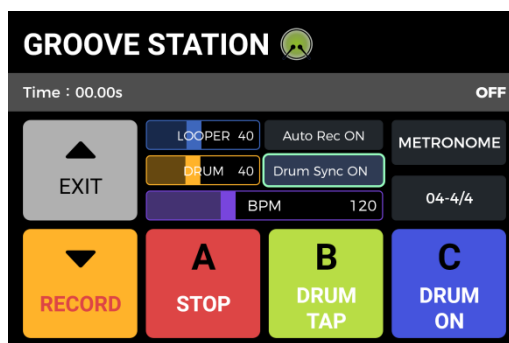 GROOVE STATION
Time：00.00s
OFF
EXIT
LOOPER 40
Auto Rec ON
METRONOME
DRUM 40
Drum Sync ON
BPM 120
04-4/4
RECORD
A
STOP
B
DRUM
TAP
C
DRUM
ON